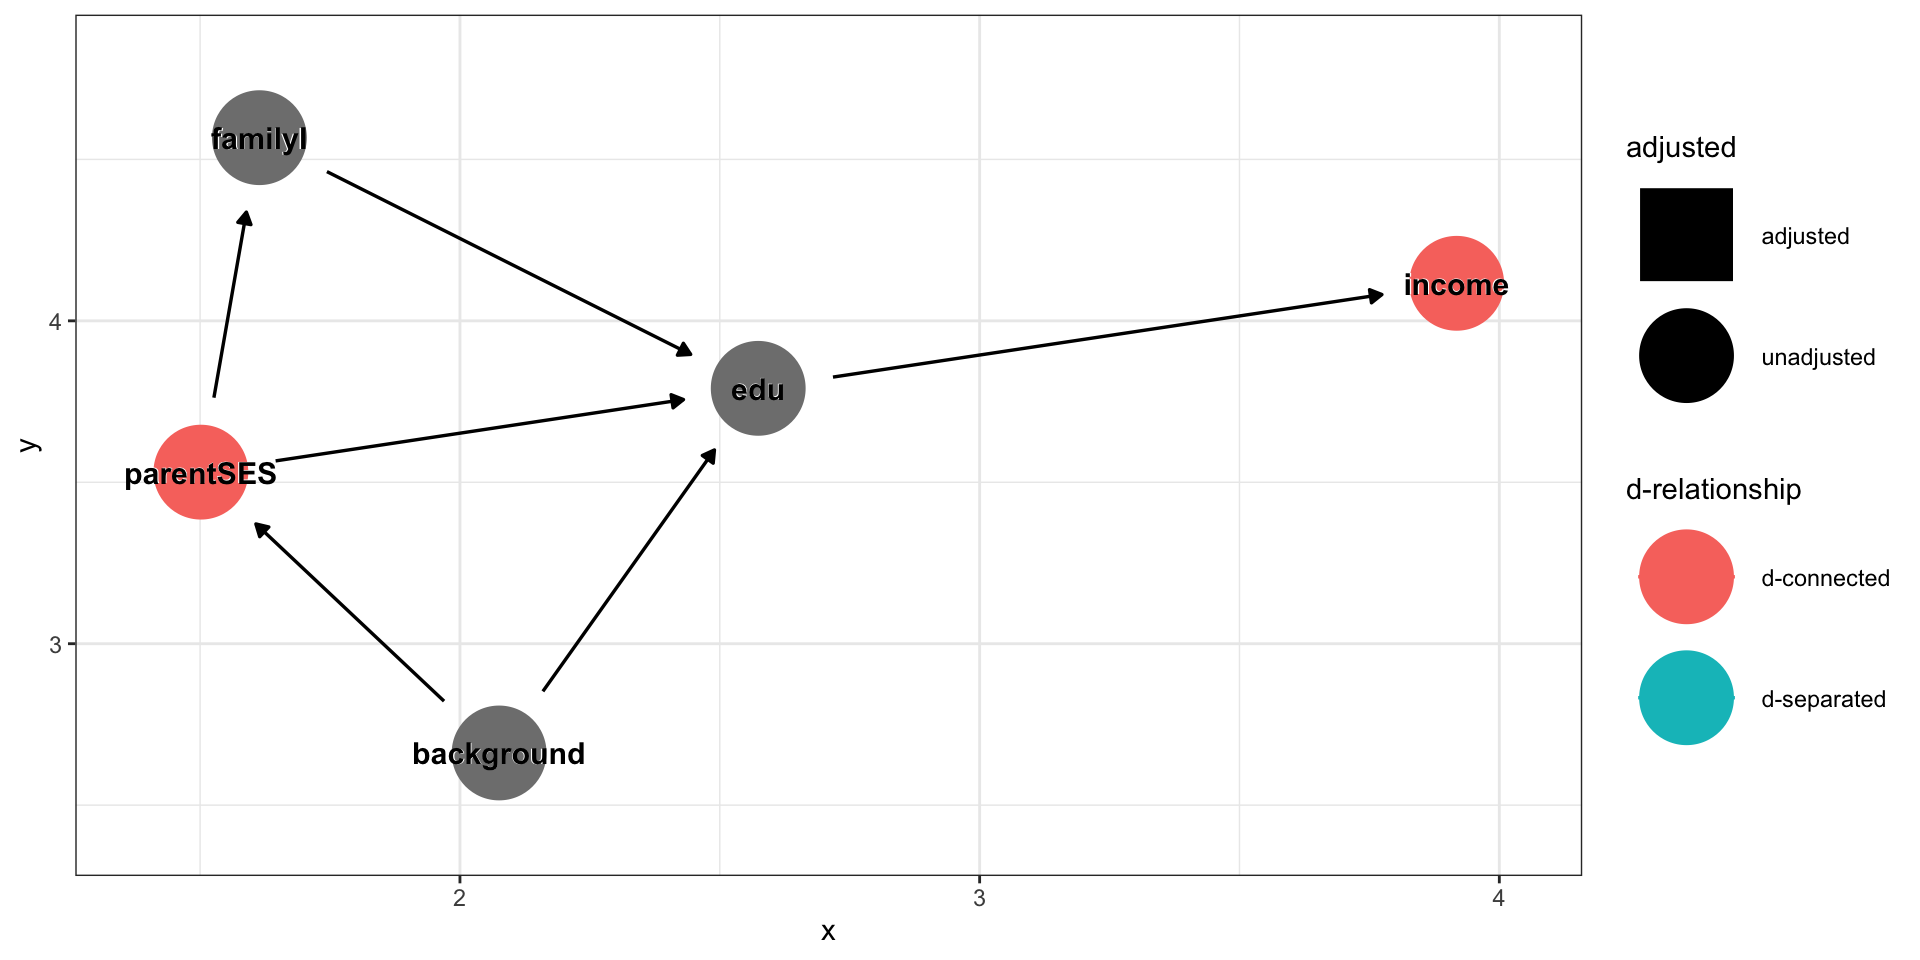 familyI
income
edu
parentSES
background
4
3
y
2
3
4
x
adjusted
adjusted
unadjusted
d-relationship
d-connected
d-separated